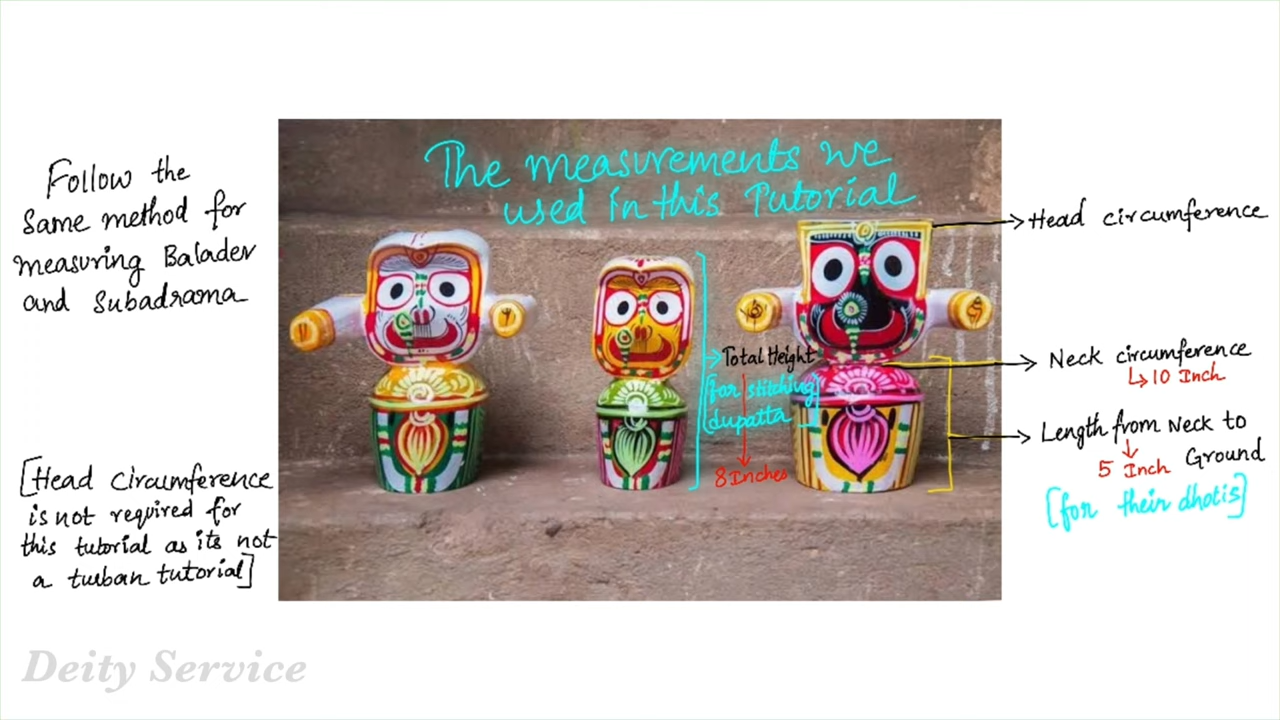 The measurements we
used in this Tutorial
Follow the
same method for
measuring Baladev
and Subadrama
[Head Circumference
is not required for
this tutorial as its not
a turban tutorial]
Total Height
[for stitching
dupatta]
8 Inches
Head circumference
Neck circumference
10 Inch
Length from Neck to
Ground
5 Inch
[for their dhotis]
Deity Service